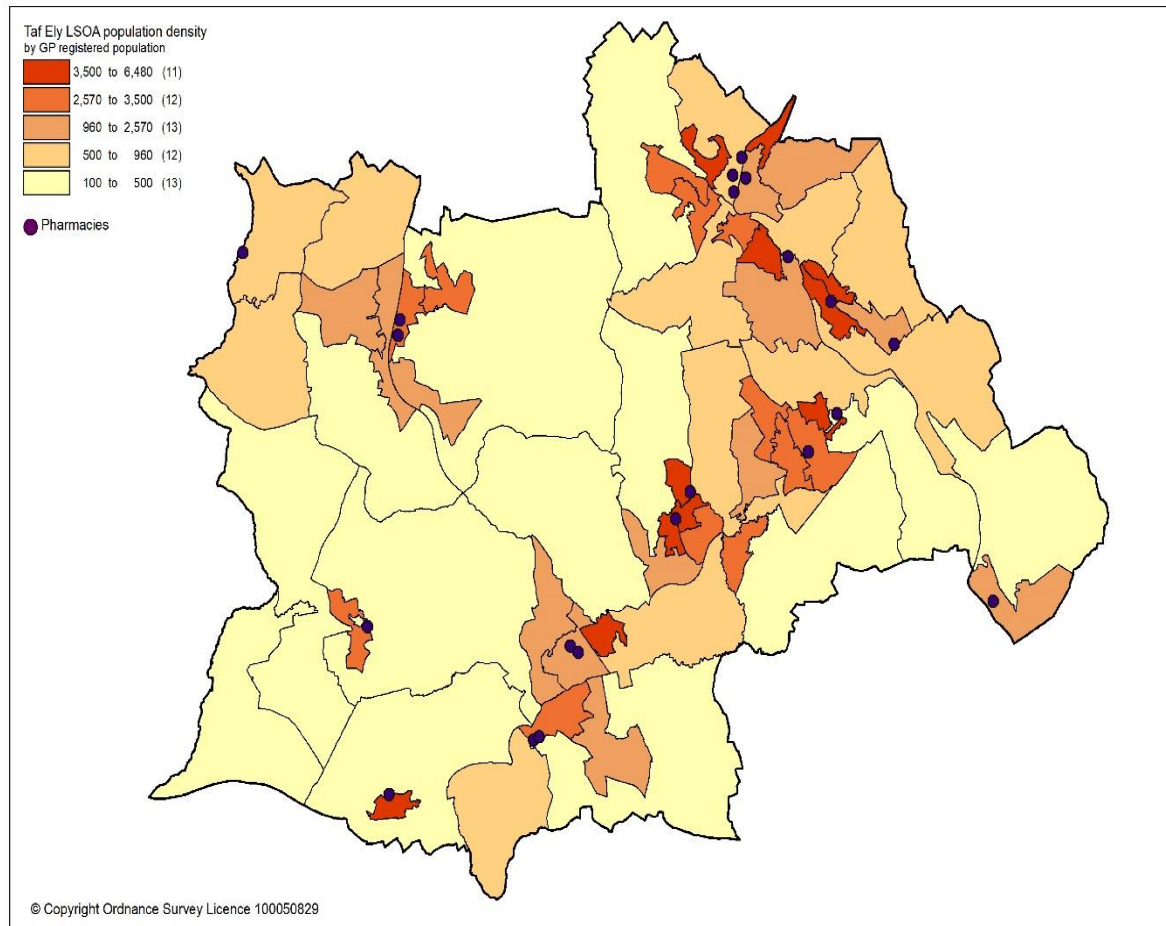 Taf Ely LSOA population density
by GP registered population
3,500 to 6,480 (11)
2,570 to 3,500 (12)
960 to 2,570 (13)
500 to 960 (12)
100 to 500 (13)
Pharmacies
© Copyright Ordnance Survey Licence 100050829